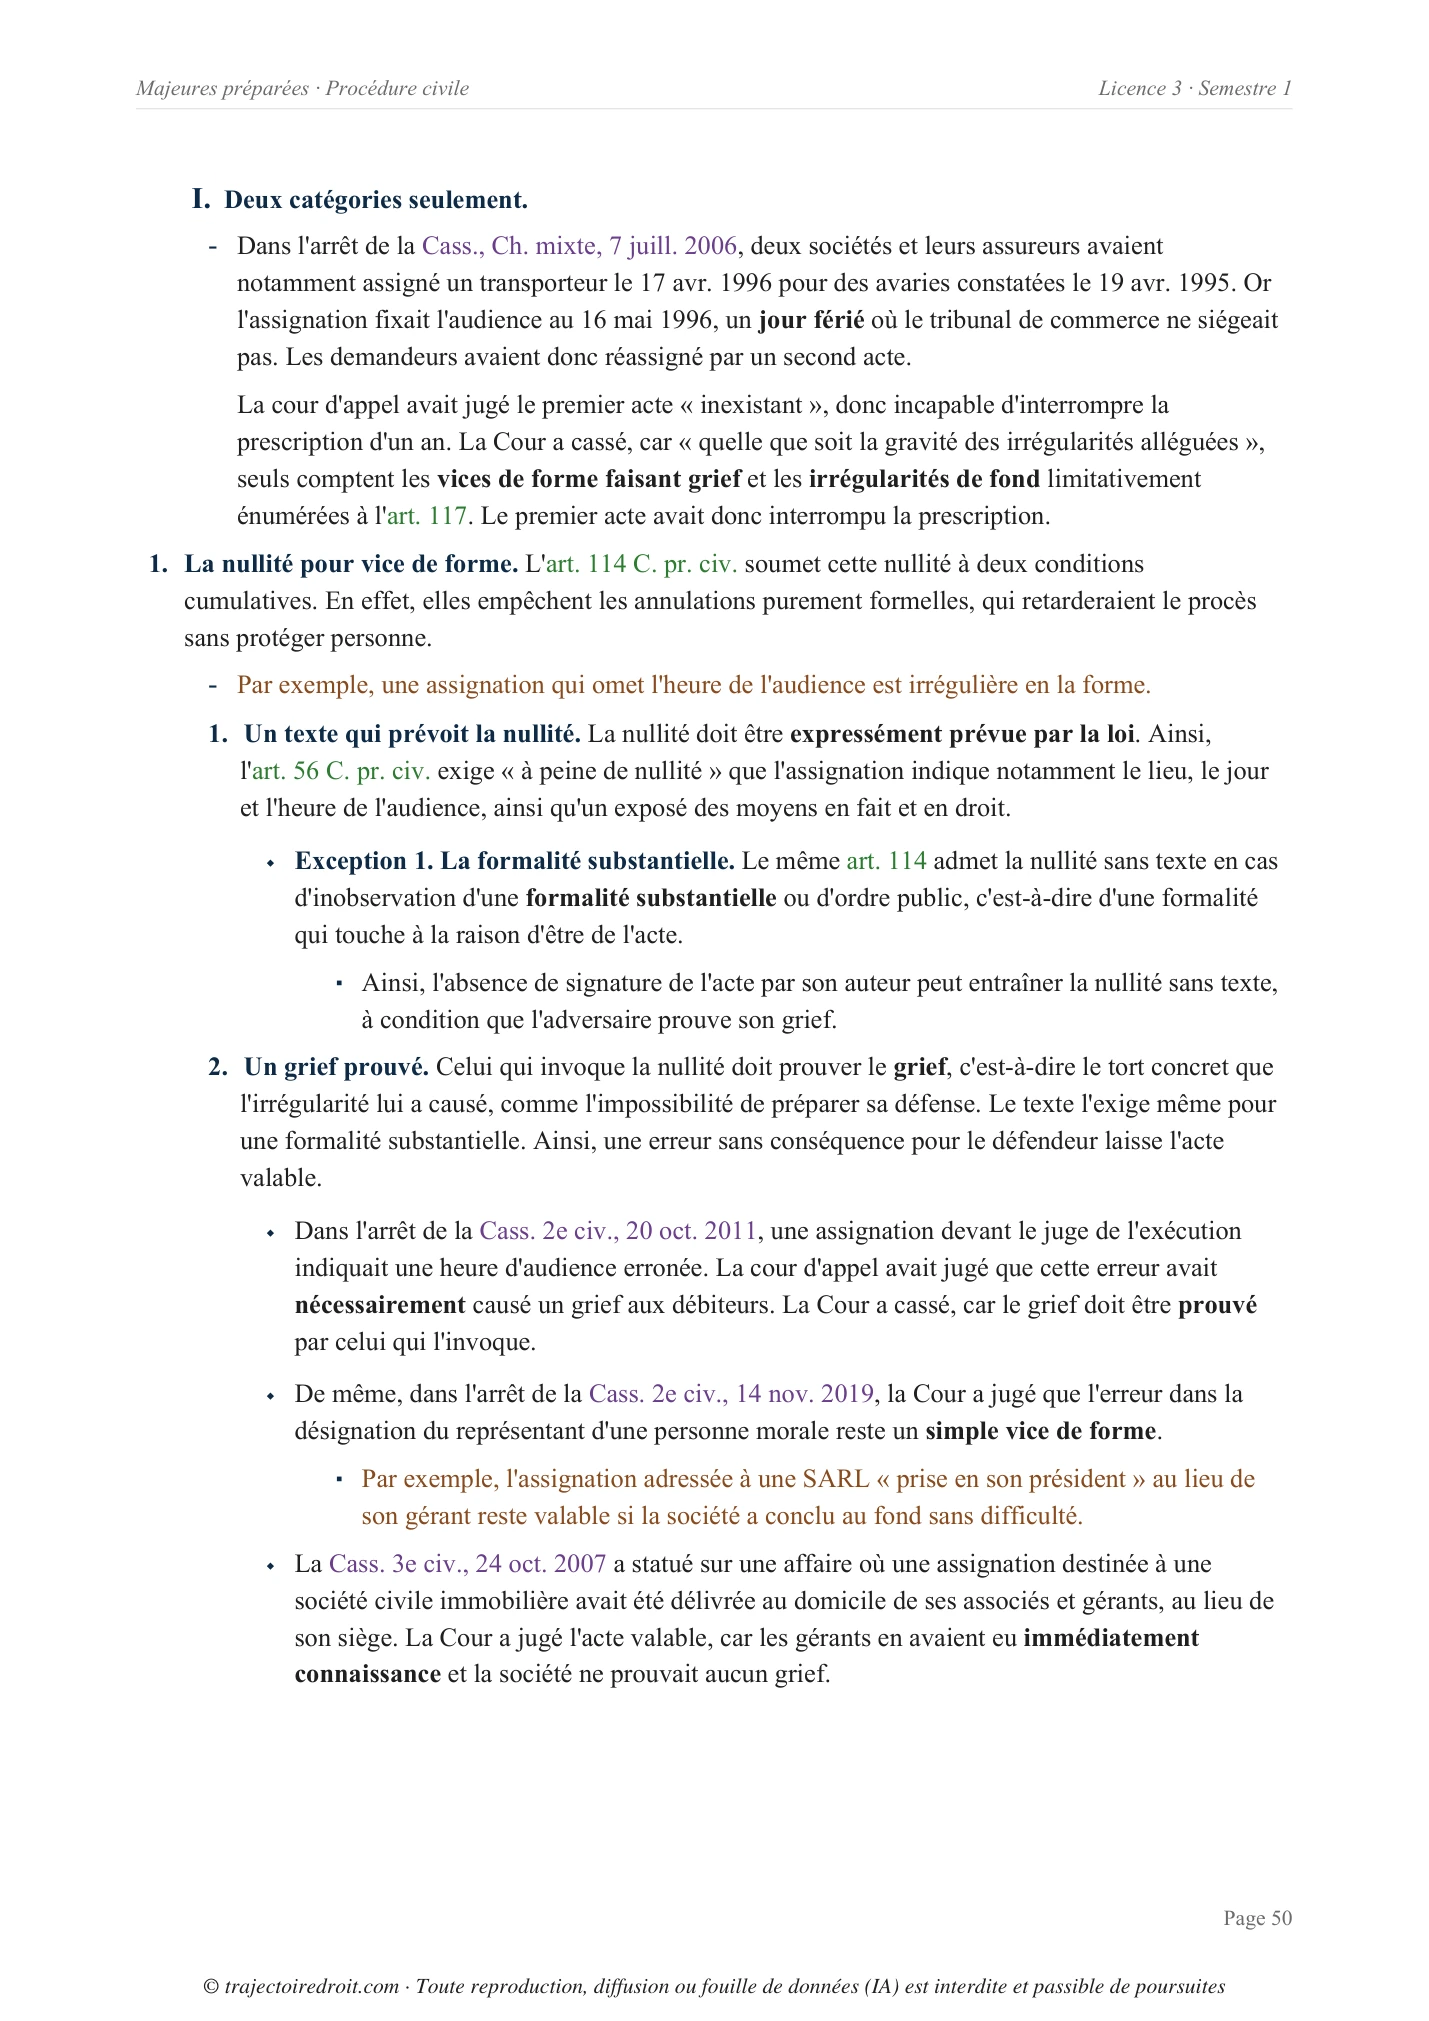 Majeures préparées · Procédure civile
Licence 3 · Semestre 1
I. Deux catégories seulement.
- Dans l'arrêt de la Cass., Ch. mixte, 7 juill. 2006, deux sociétés et leurs assureurs avaient
notamment assigné un transporteur le 17 avr. 1996 pour des avaries constatées le 19 avr. 1995. Or
l'assignation fixait l'audience au 16 mai 1996, un jour férié où le tribunal de commerce ne siégeait
pas. Les demandeurs avaient donc réassigné par un second acte.
La cour d'appel avait jugé le premier acte « inexistant », donc incapable d'interrompre la
prescription d'un an. La Cour a cassé, car « quelle que soit la gravité des irrégularités alléguées »,
seuls comptent les vices de forme faisant grief et les irrégularités de fond limitativement
énumérées à l'art. 117. Le premier acte avait donc interrompu la prescription.
1. La nullité pour vice de forme. L'art. 114 C. pr. civ. soumet cette nullité à deux conditions
cumulatives. En effet, elles empêchent les annulations purement formelles, qui retarderaient le procès
sans protéger personne.
- Par exemple, une assignation qui omet l'heure de l'audience est irrégulière en la forme.
1. Un texte qui prévoit la nullité. La nullité doit être expressément prévue par la loi. Ainsi,
l'art. 56 C. pr. civ. exige « à peine de nullité » que l'assignation indique notamment le lieu, le jour
et l'heure de l'audience, ainsi qu'un exposé des moyens en fait et en droit.
⬩ Exception 1. La formalité substantielle. Le même art. 114 admet la nullité sans texte en cas
d'inobservation d'une formalité substantielle ou d'ordre public, c'est-à-dire d'une formalité
qui touche à la raison d'être de l'acte.
▪ Ainsi, l'absence de signature de l'acte par son auteur peut entraîner la nullité sans texte,
à condition que l'adversaire prouve son grief.
2. Un grief prouvé. Celui qui invoque la nullité doit prouver le grief, c'est-à-dire le tort concret que
l'irrégularité lui a causé, comme l'impossibilité de préparer sa défense. Le texte l'exige même pour
une formalité substantielle. Ainsi, une erreur sans conséquence pour le défendeur laisse l'acte
valable.
⬩ Dans l'arrêt de la Cass. 2e civ., 20 oct. 2011, une assignation devant le juge de l'exécution
indiquait une heure d'audience erronée. La cour d'appel avait jugé que cette erreur avait
nécessairement causé un grief aux débiteurs. La Cour a cassé, car le grief doit être prouvé
par celui qui l'invoque.
⬩ De même, dans l'arrêt de la Cass. 2e civ., 14 nov. 2019, la Cour a jugé que l'erreur dans la
désignation du représentant d'une personne morale reste un simple vice de forme.
▪ Par exemple, l'assignation adressée à une SARL « prise en son président » au lieu de
son gérant reste valable si la société a conclu au fond sans difficulté.
⬩ La Cass. 3e civ., 24 oct. 2007 a statué sur une affaire où une assignation destinée à une
société civile immobilière avait été délivrée au domicile de ses associés et gérants, au lieu de
son siège. La Cour a jugé l'acte valable, car les gérants en avaient eu immédiatement
connaissance et la société ne prouvait aucun grief.
Page 50
© trajectoiredroit.com · Toute reproduction, diffusion ou fouille de données (IA) est interdite et passible de poursuites